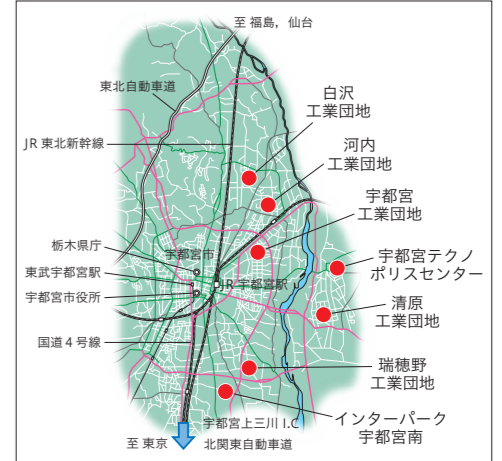 至 福島，仙台
東北自動車道
白沢
工業団地
JR 東北新幹線
河内
工業団地
宇都宮
工業団地
栃木県庁
宇都宮市
宇都宮テクノ
ポリスセンター
東武宇都宮駅
JR 宇都宮駅
宇都宮市役所
清原
工業団地
国道４号線
瑞穂野
工業団地
インターパーク
宇都宮南
宇都宮上三川 I.C
至 東京
北関東自動車道